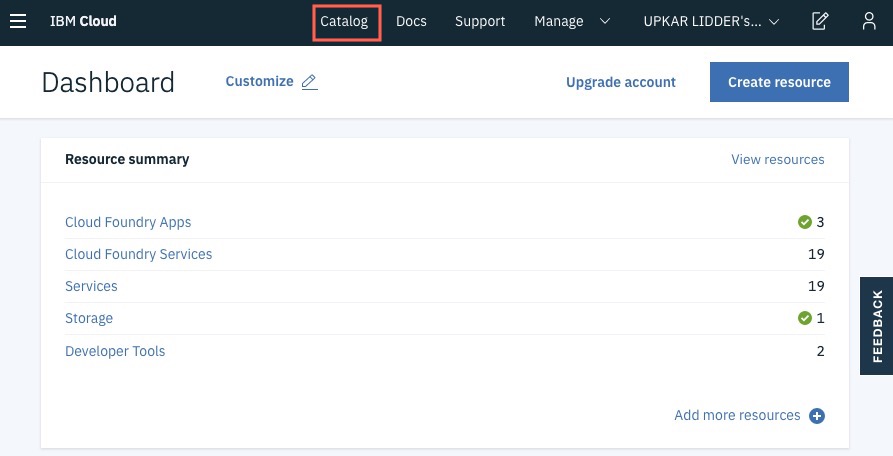 IBM Cloud Catalog Docs Support Manage UPKAR LIDDER's...
Dashboard Customize Upgrade account Create resource
Resource summary View resources
Cloud Foundry Apps 3
Cloud Foundry Services 19
Services 19
Storage 1
Developer Tools 2
Add more resources
FEEDBACK